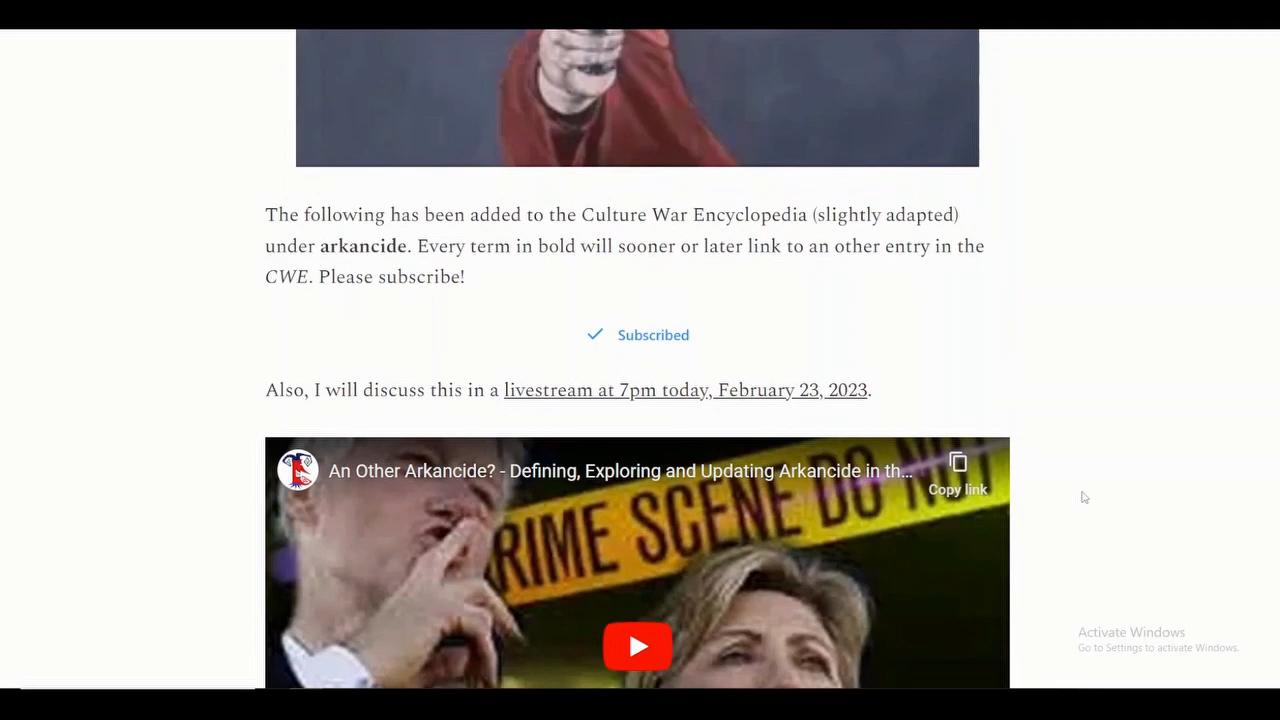 The following has been added to the Culture War Encyclopedia (slightly adapted)
under arkancide. Every term in bold will sooner or later link to an other entry in the
CWE. Please subscribe!
Subscribed
Also, I will discuss this in a livestream at 7pm today, February 23, 2023.
An Other Arkancide? - Defining, Exploring and Updating Arkancide in th...
Copy link
RIME SCENE DO NOT
Activate Windows
Go to Settings to activate Windows.